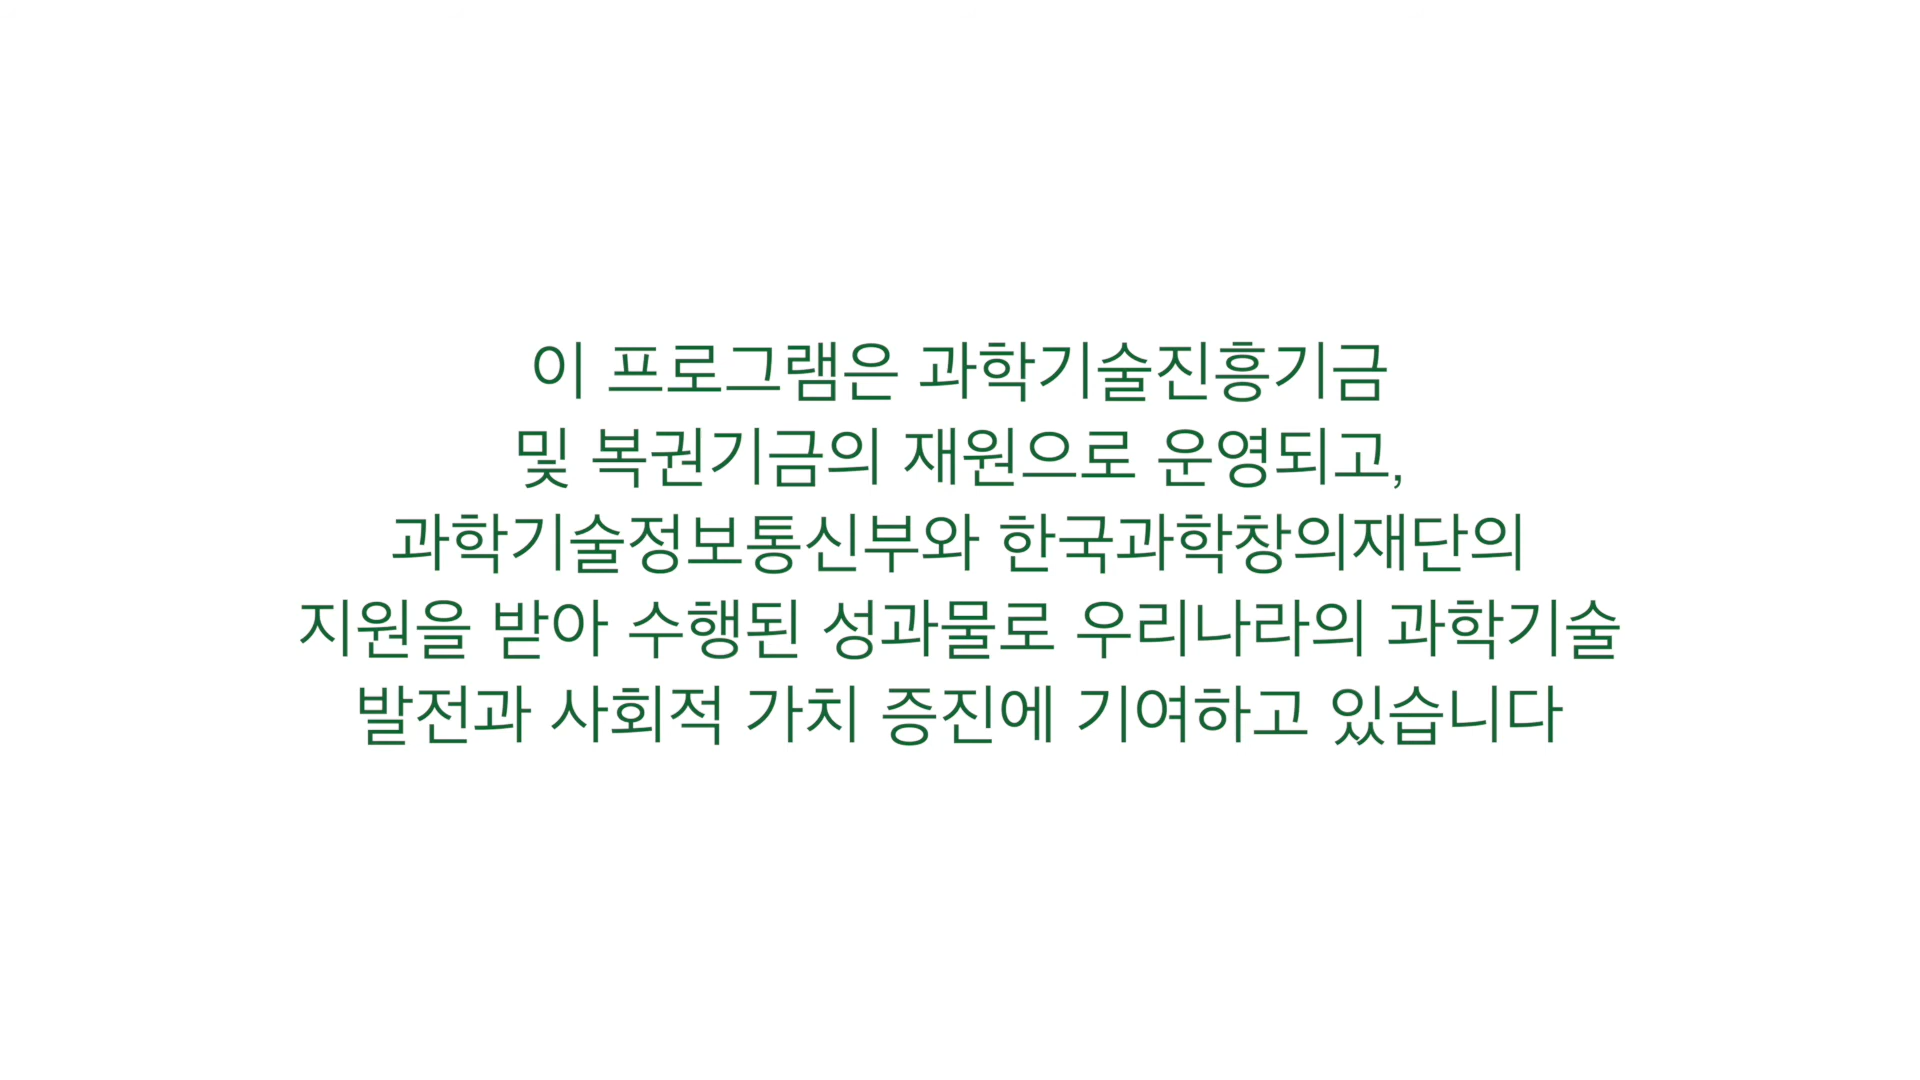 이 프로그램은 과학기술진흥기금
및 복권기금의 재원으로 운영되고,
과학기술정보통신부와 한국과학창의재단의
지원을 받아 수행된 성과물로 우리나라의 과학기술
발전과 사회적 가치 증진에 기여하고 있습니다